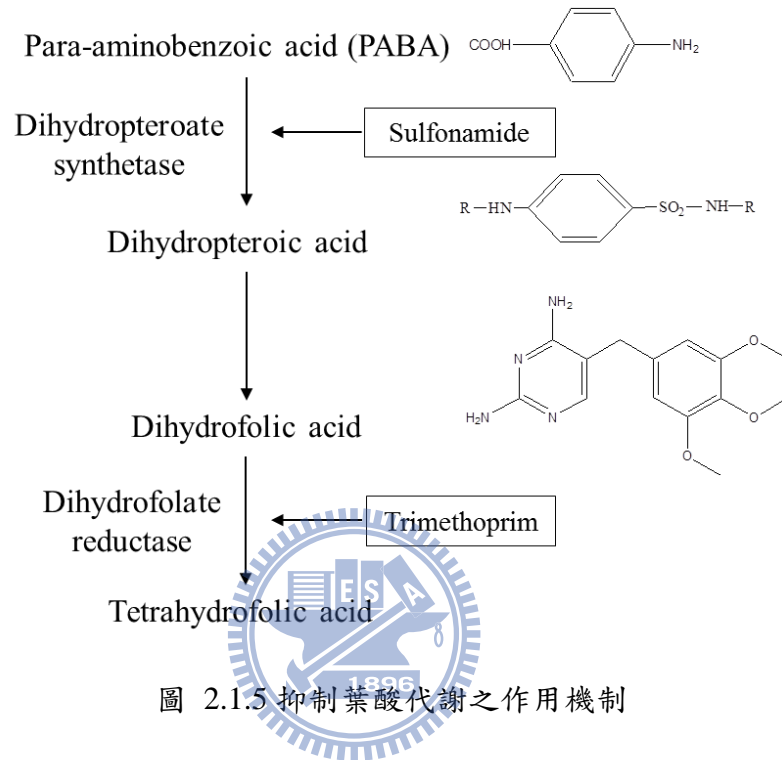 Para-aminobenzoic acid (PABA)
COOH NH2
Dihydropteroate
synthetase
Sulfonamide
R—HN SO2—NH—R
Dihydropteroic acid
NH2
N
O
H2N N
O
O
Dihydrofolic acid
Dihydrofolate
reductase
Trimethoprim
E S A
Tetrahydrofolic acid
1896
圖 2.1.5 抑制葉酸代謝之作用機制